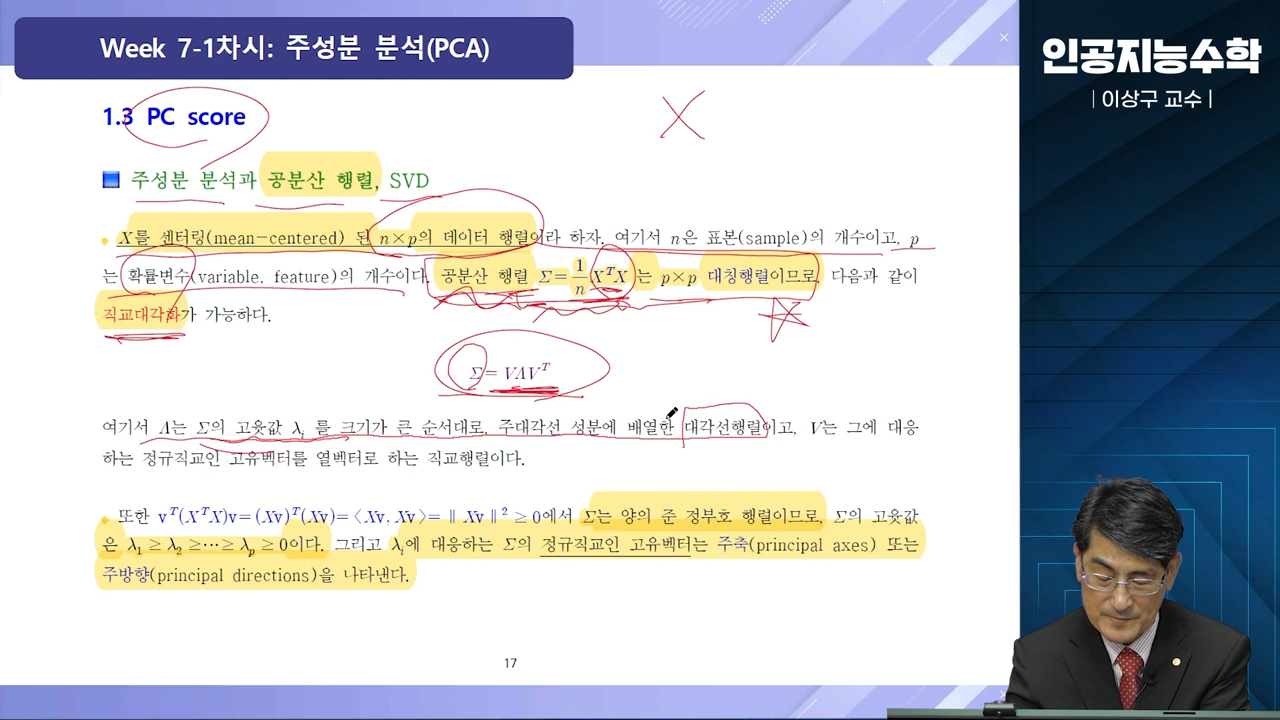 Week 7-1차시: 주성분 분석(PCA)
인공지능수학
| 이상구 교수 |
1.3 PC score
X
주성분 분석과 공분산 행렬, SVD
X를 센터링(mean-centered) 된 n×p의 데이터 행렬이라 하자. 여기서 n은 표본(sample)의 개수이고, p
는 확률변수(variable, feature)의 개수이다. 공분산 행렬 Σ = 1/n XᵀX 는 p×p 대칭행렬이므로, 다음과 같이
직교대각화가 가능하다.
Σ = VΛVᵀ
여기서 Λ는 Σ의 고윳값 λᵢ 를 크기가 큰 순서대로, 주대각선 성분에 배열한 대각선행렬이고, V는 그에 대응
하는 정규직교인 고유벡터를 열벡터로 하는 직교행렬이다.
또한 vᵀ(XᵀX)v=(Xv)ᵀ(Xv)=⟨Xv, Xv⟩=∥Xv∥² ≥0에서 Σ는 양의 준 정부호 행렬이므로, Σ의 고윳값
은 λ₁≥λ₂≥⋯≥λₚ≥0이다. 그리고 λᵢ에 대응하는 Σ의 정규직교인 고유벡터는 주축(principal axes) 또는
주방향(principal directions)을 나타낸다.
17